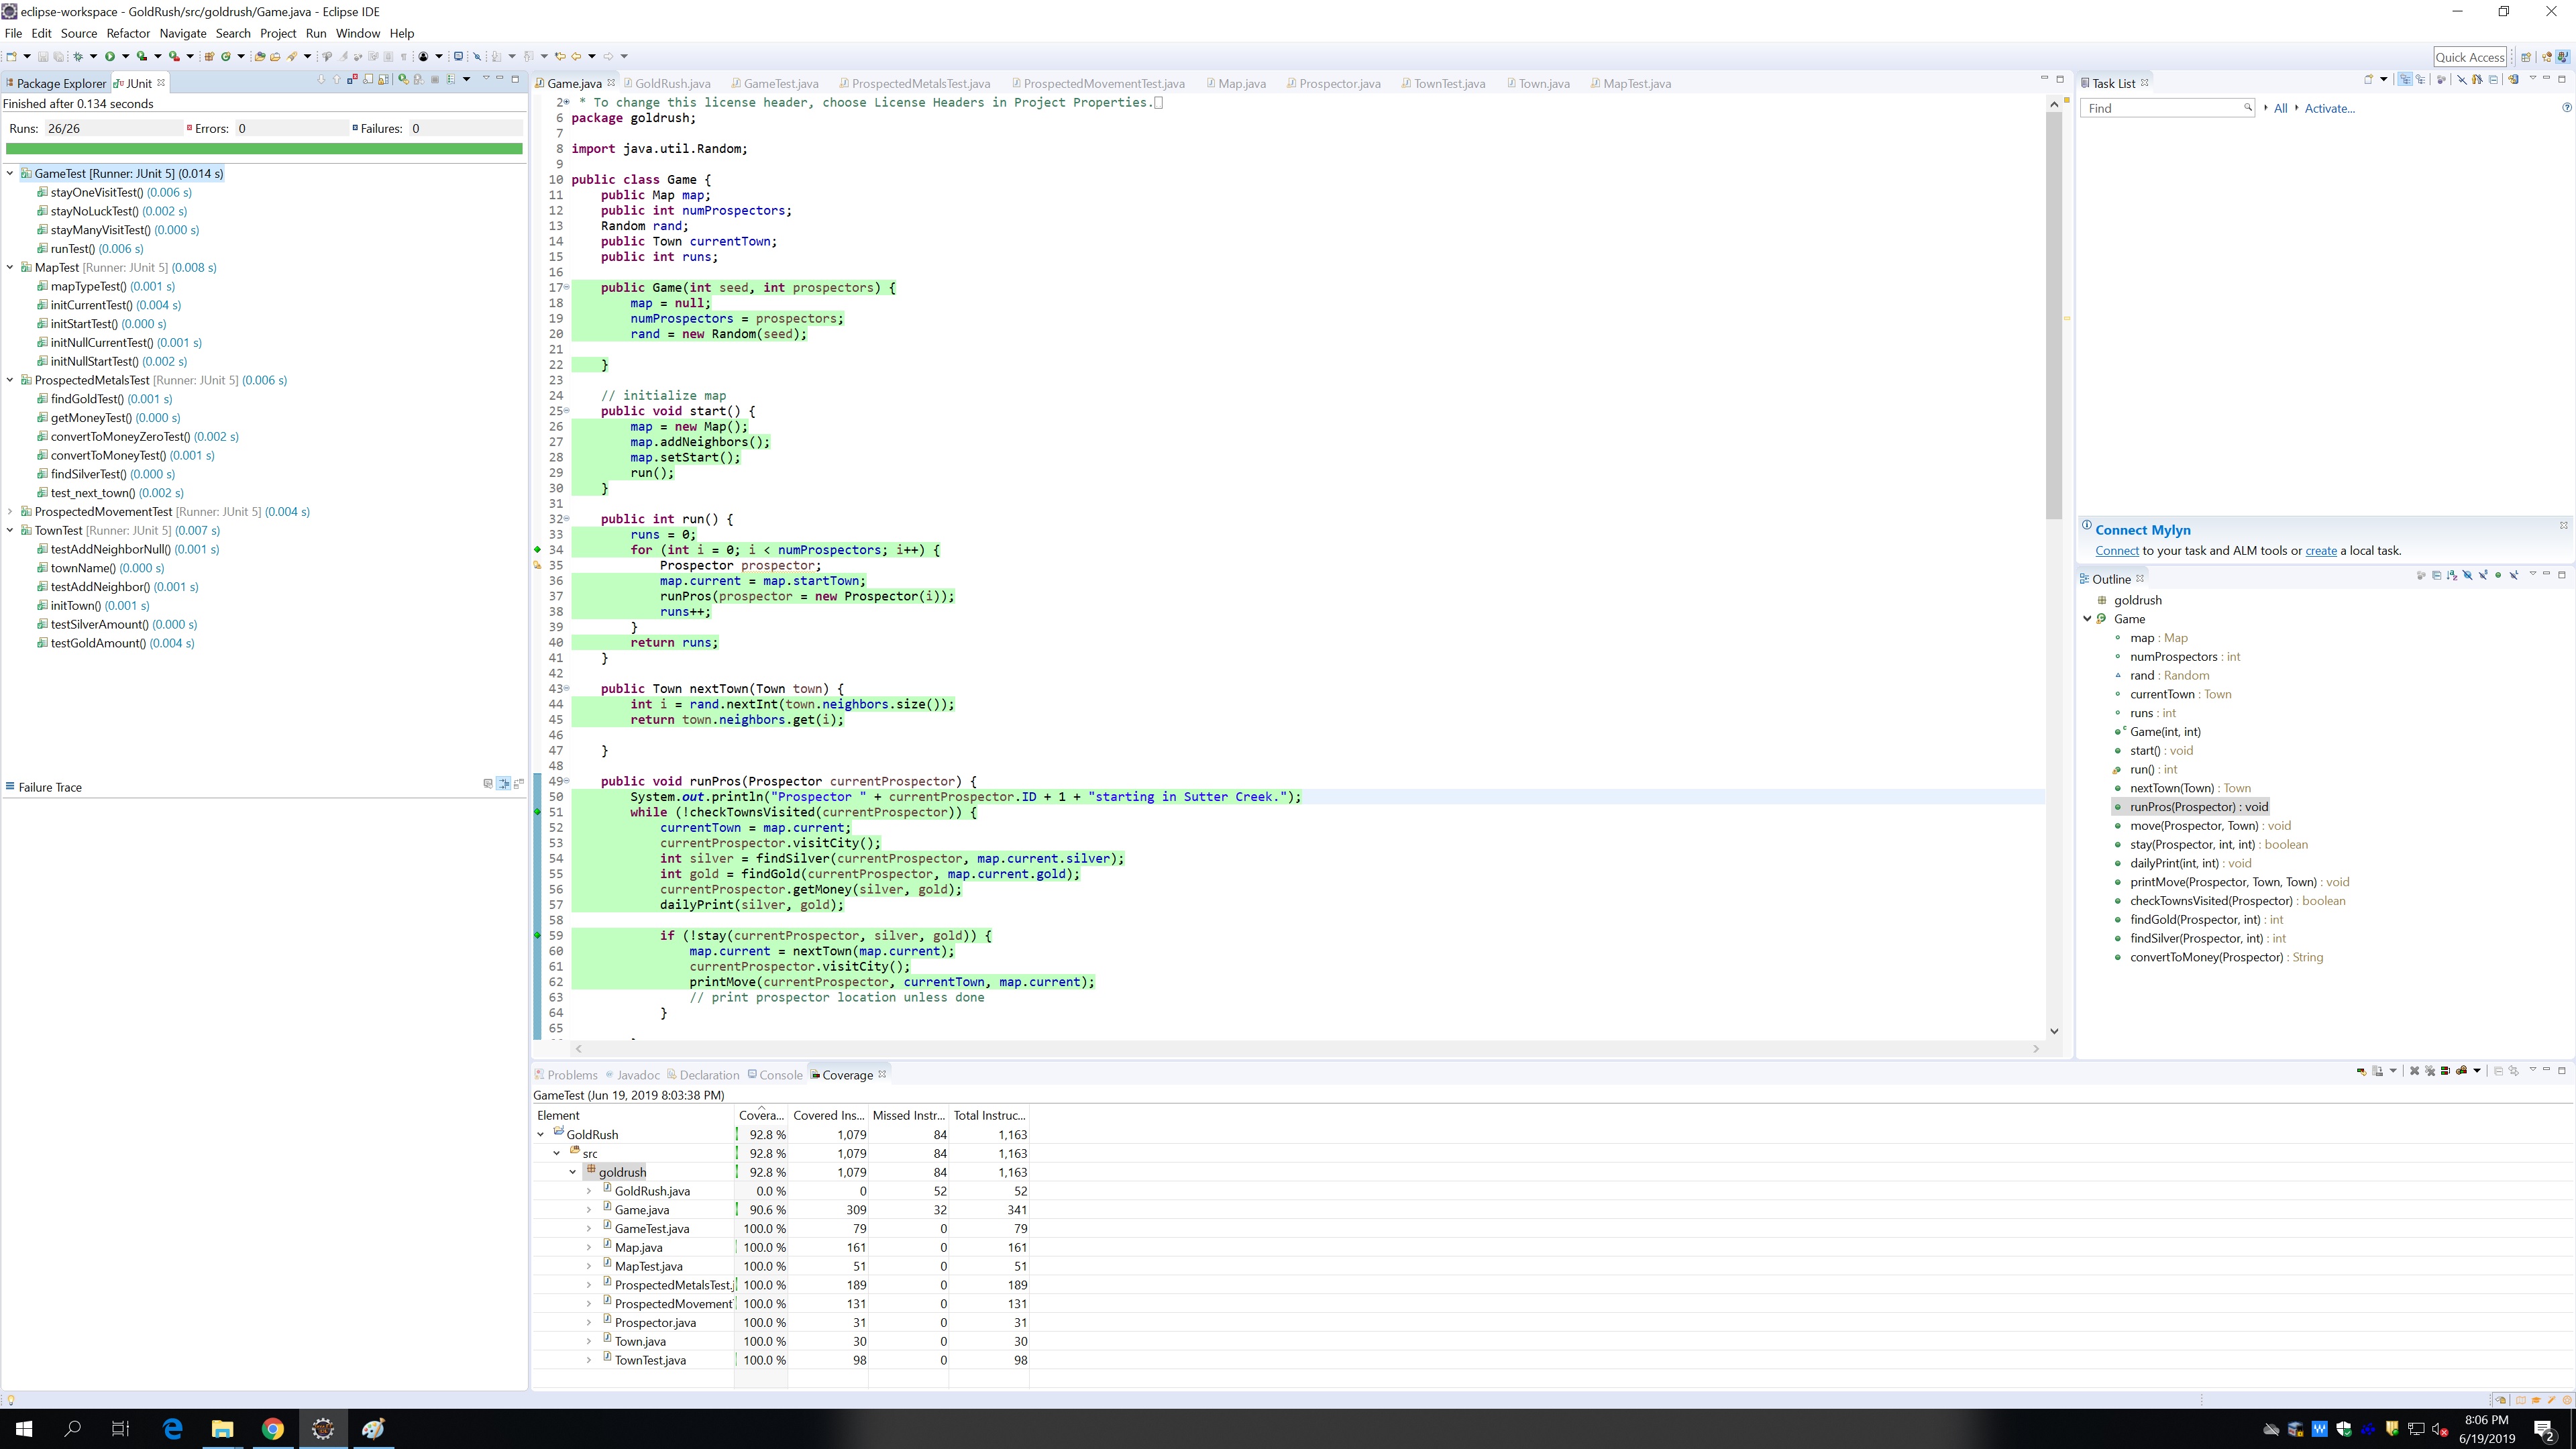 eclipse-workspace - GoldRush/src/goldrush/Game.java - Eclipse IDE
File Edit Source Refactor Navigate Search Project Run Window Help
Quick Access
Package Explorer JUnit
Finished after 0.134 seconds
Runs: 26/26 Errors: 0 Failures: 0
GameTest [Runner: JUnit 5] (0.014 s)
stayOneVisitTest() (0.006 s)
stayNoLuckTest() (0.002 s)
stayManyVisitTest() (0.000 s)
runTest() (0.006 s)
MapTest [Runner: JUnit 5] (0.008 s)
mapTypeTest() (0.001 s)
initCurrentTest() (0.004 s)
initStartTest() (0.000 s)
initNullCurrentTest() (0.001 s)
initNullStartTest() (0.002 s)
ProspectedMetalsTest [Runner: JUnit 5] (0.006 s)
findGoldTest() (0.001 s)
getMoneyTest() (0.000 s)
convertToMoneyZeroTest() (0.002 s)
convertToMoneyTest() (0.001 s)
findSilverTest() (0.000 s)
test_next_town() (0.002 s)
ProspectedMovementTest [Runner: JUnit 5] (0.004 s)
TownTest [Runner: JUnit 5] (0.007 s)
testAddNeighborNull() (0.001 s)
townName() (0.000 s)
testAddNeighbor() (0.001 s)
initTown() (0.001 s)
testSilverAmount() (0.000 s)
testGoldAmount() (0.004 s)
Failure Trace
Game.java GoldRush.java GameTest.java ProspectedMetalsTest.java ProspectedMovementTest.java Map.java Prospector.java TownTest.java Town.java MapTest.java
2 * To change this license header, choose License Headers in Project Properties.
6 package goldrush;
7
8 import java.util.Random;
9
10 public class Game {
11 public Map map;
12 public int numProspectors;
13 Random rand;
14 public Town currentTown;
15 public int runs;
16
17 public Game(int seed, int prospectors) {
18 map = null;
19 numProspectors = prospectors;
20 rand = new Random(seed);
21
22 }
23
24 // initialize map
25 public void start() {
26 map = new Map();
27 map.addNeighbors();
28 map.setStart();
29 run();
30 }
31
32 public int run() {
33 runs = 0;
34 for (int i = 0; i < numProspectors; i++) {
35 Prospector prospector;
36 map.current = map.startTown;
37 runPros(prospector = new Prospector(i));
38 runs++;
39 }
40 return runs;
41 }
42
43 public Town nextTown(Town town) {
44 int i = rand.nextInt(town.neighbors.size());
45 return town.neighbors.get(i);
46
47 }
48
49 public void runPros(Prospector currentProspector) {
50 System.out.println("Prospector " + currentProspector.ID + 1 + "starting in Sutter Creek.");
51 while (!checkTownsVisited(currentProspector)) {
52 currentTown = map.current;
53 currentProspector.visitCity();
54 int silver = findSilver(currentProspector, map.current.silver);
55 int gold = findGold(currentProspector, map.current.gold);
56 currentProspector.getMoney(silver, gold);
57 dailyPrint(silver, gold);
58
59 if (!stay(currentProspector, silver, gold)) {
60 map.current = nextTown(map.current);
61 currentProspector.visitCity();
62 printMove(currentProspector, currentTown, map.current);
63 // print prospector location unless done
64 }
65
Task List
Find All Activate...
Connect Mylyn
Connect to your task and ALM tools or create a local task.
Outline
goldrush
Game
map : Map
numProspectors : int
rand : Random
currentTown : Town
runs : int
Game(int, int)
start() : void
run() : int
nextTown(Town) : Town
runPros(Prospector) : void
move(Prospector, Town) : void
stay(Prospector, int, int) : boolean
dailyPrint(int, int) : void
printMove(Prospector, Town, Town) : void
checkTownsVisited(Prospector) : boolean
findGold(Prospector, int) : int
findSilver(Prospector, int) : int
convertToMoney(Prospector) : String
Problems Javadoc Declaration Console Coverage
GameTest (Jun 19, 2019 8:03:38 PM)
Element Covera... Covered Ins... Missed Instr... Total Instruc...
GoldRush 92.8 % 1,079 84 1,163
src 92.8 % 1,079 84 1,163
goldrush 92.8 % 1,079 84 1,163
GoldRush.java 0.0 % 0 52 52
Game.java 90.6 % 309 32 341
GameTest.java 100.0 % 79 0 79
Map.java 100.0 % 161 0 161
MapTest.java 100.0 % 51 0 51
ProspectedMetalsTest.j 100.0 % 189 0 189
ProspectedMovement 100.0 % 131 0 131
Prospector.java 100.0 % 31 0 31
Town.java 100.0 % 30 0 30
TownTest.java 100.0 % 98 0 98
8:06 PM
6/19/2019
2